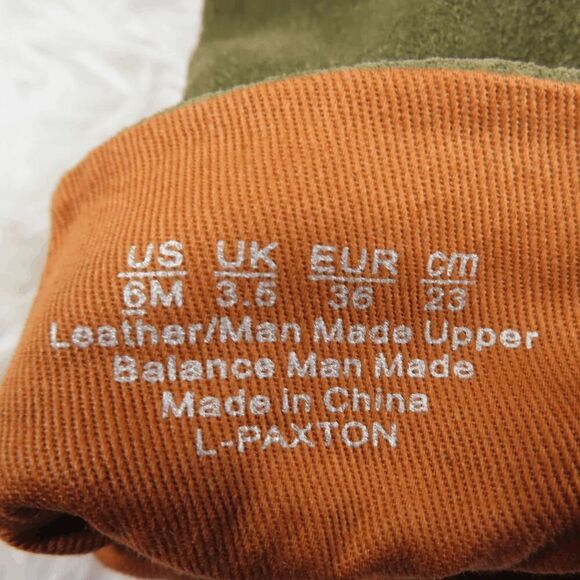 US UK EUR cm
6M 3.5 36 23
Leather/Man Made Upper
Balance Man Made
Made in China
L-PAXTON